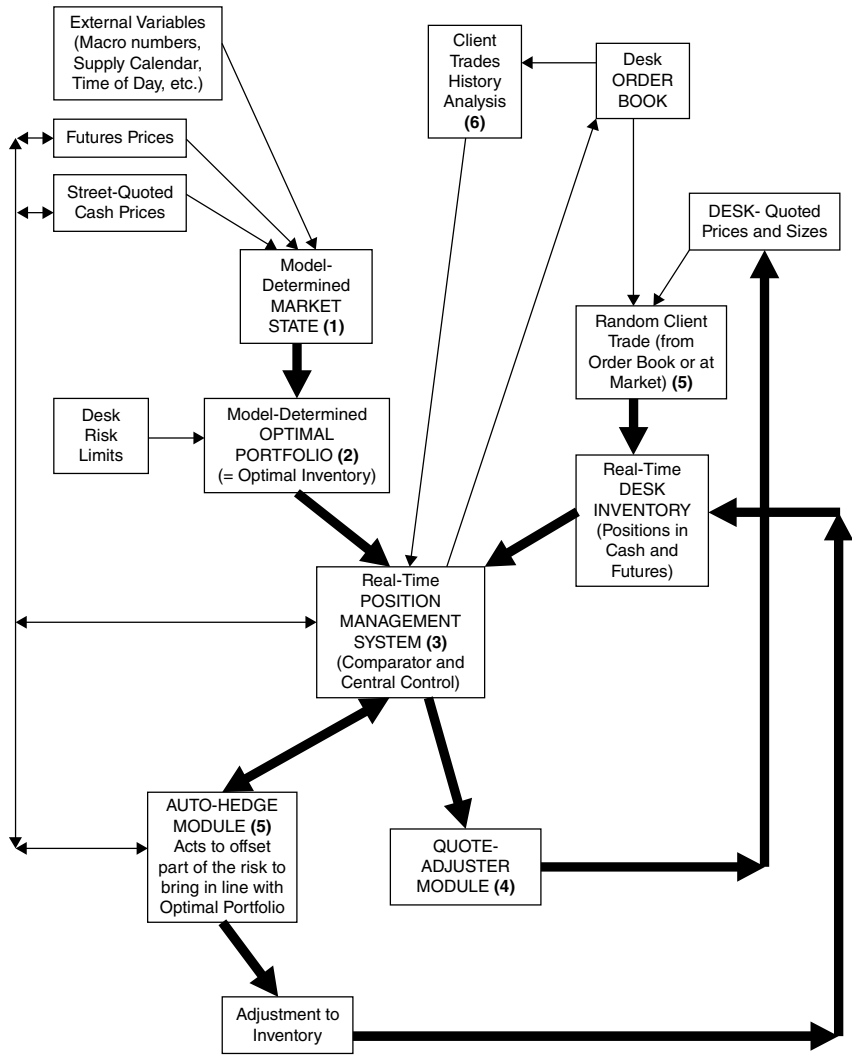 External Variables
(Macro numbers,
Supply Calendar,
Time of Day, etc.)
Client
Trades
History
Analysis
(6)
Desk
ORDER
BOOK
Futures Prices
Street-Quoted
Cash Prices
DESK- Quoted
Prices and Sizes
Model-
Determined
MARKET
STATE (1)
Random Client
Trade (from
Order Book or at
Market) (5)
Desk
Risk
Limits
Model-Determined
OPTIMAL
PORTFOLIO (2)
(= Optimal Inventory)
Real-Time
DESK
INVENTORY
(Positions in
Cash and
Futures)
Real-Time
POSITION
MANAGEMENT
SYSTEM (3)
(Comparator and
Central Control)
AUTO-HEDGE
MODULE (5)
Acts to offset
part of the risk to
bring in line with
Optimal Portfolio
QUOTE-
ADJUSTER
MODULE (4)
Adjustment to
Inventory